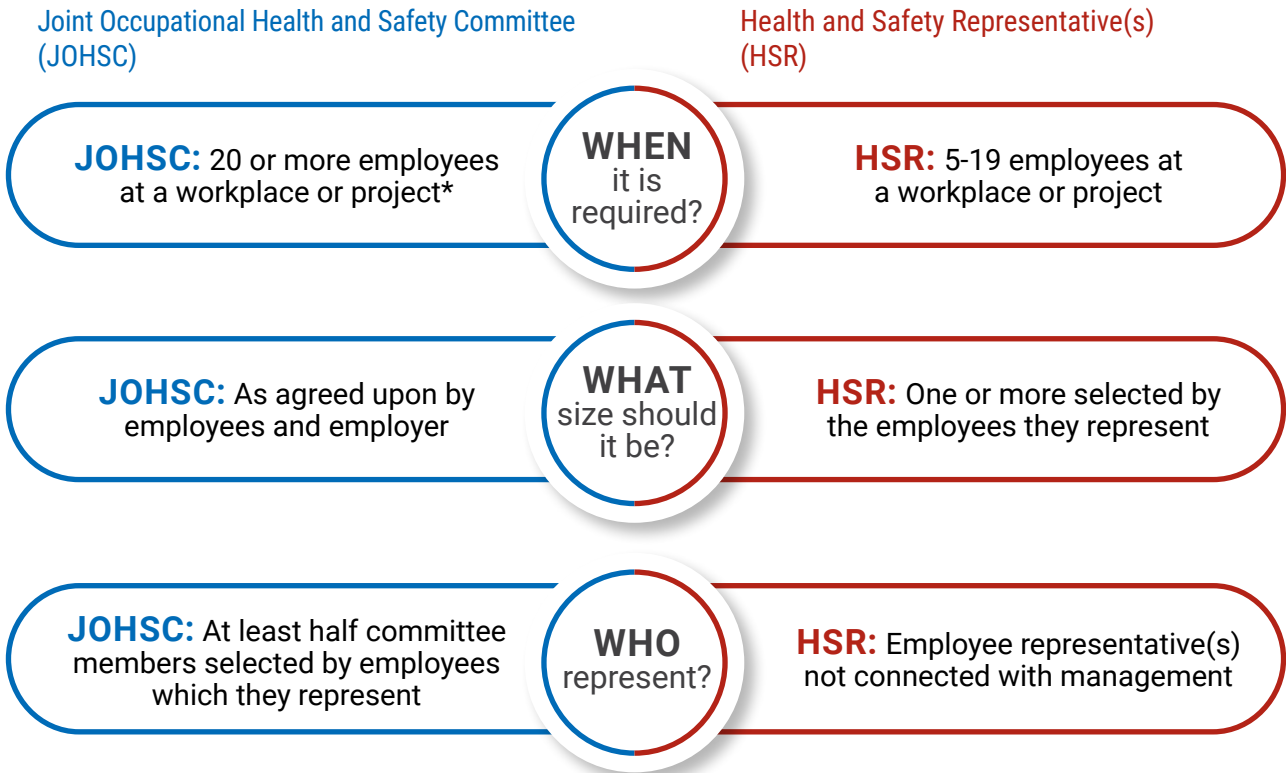 Joint Occupational Health and Safety Committee
(JOHSC)
Health and Safety Representative(s)
(HSR)
JOHSC: 20 or more employees
at a workplace or project*
WHEN
it is
required?
HSR: 5-19 employees at
a workplace or project
JOHSC: As agreed upon by
employees and employer
WHAT
size should
it be?
HSR: One or more selected by
the employees they represent
JOHSC: At least half committee
members selected by employees
which they represent
WHO
represent?
HSR: Employee representative(s)
not connected with management